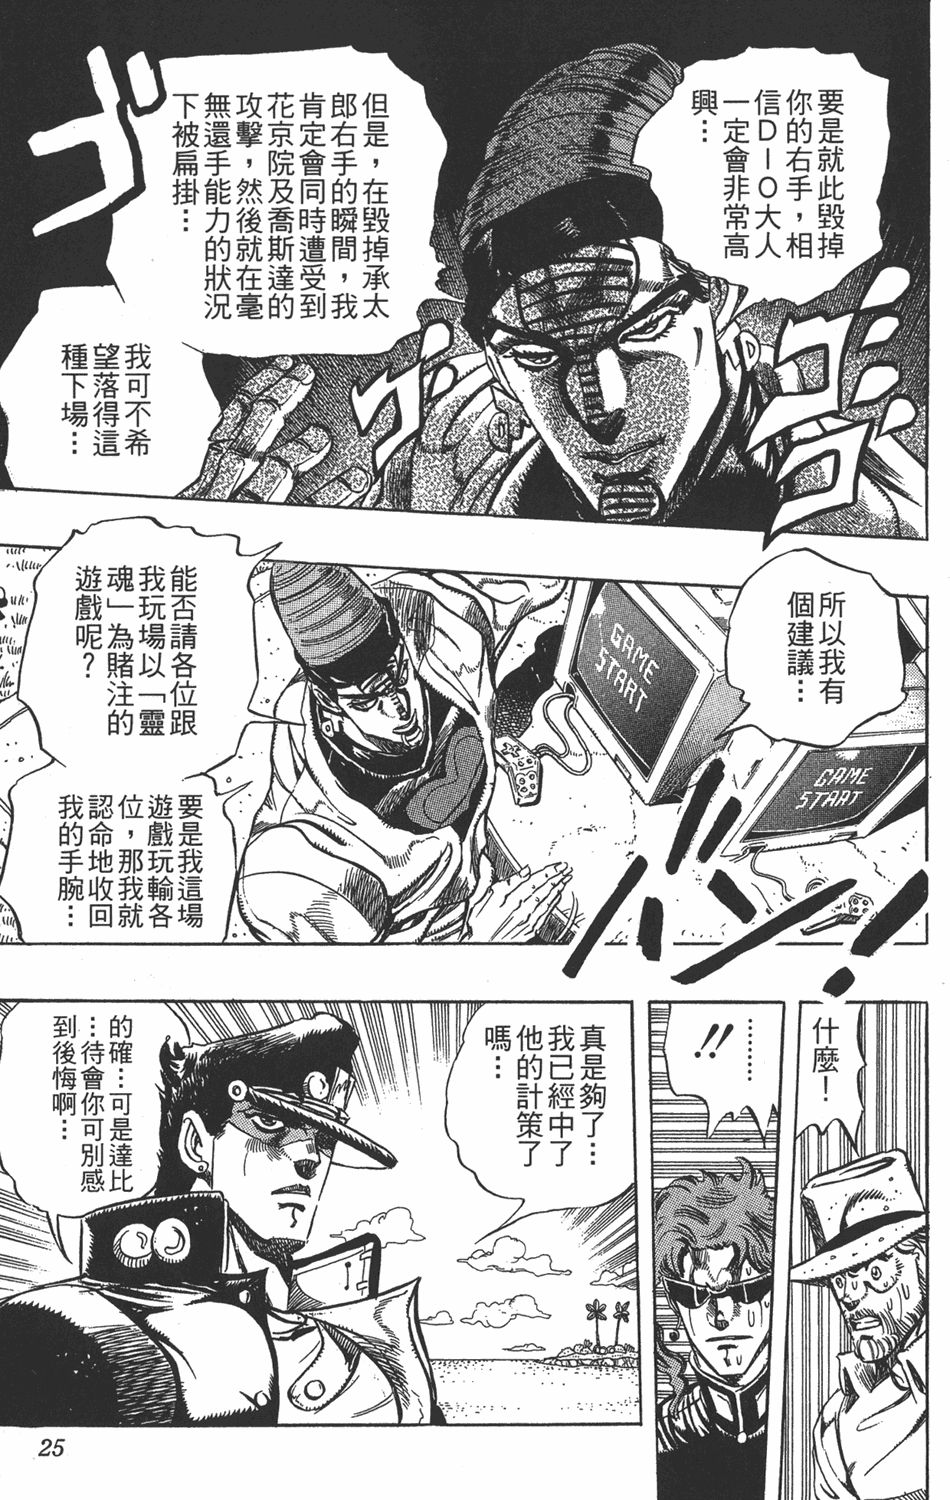 要是就此毀掉
你的右手，相
信DIO大人
一定會非常高
興…
但是，在毀掉承太
郎右手的瞬間，我
肯定會同時遭受到
花京院及喬斯達的
攻擊，然後就在毫
無還手能力的狀況
下被扁掛…
我可不希
望落得這
種下場…
ゴ
ゴ
ゴ
ゴ
所以我有
個建議…
GAME
START
GAME
START
能否請各位跟
我玩場以「靈
魂」為賭注的
遊戲呢？
要是我這場
遊戲玩輸各
位，那我就
認命地收回
我的手腕…
バン！
什麼！
………
!!
………
真是夠了…
我已經中了
他的計策了
嗎…
的確…可是達比
…待會你可別感
到後悔啊…
25